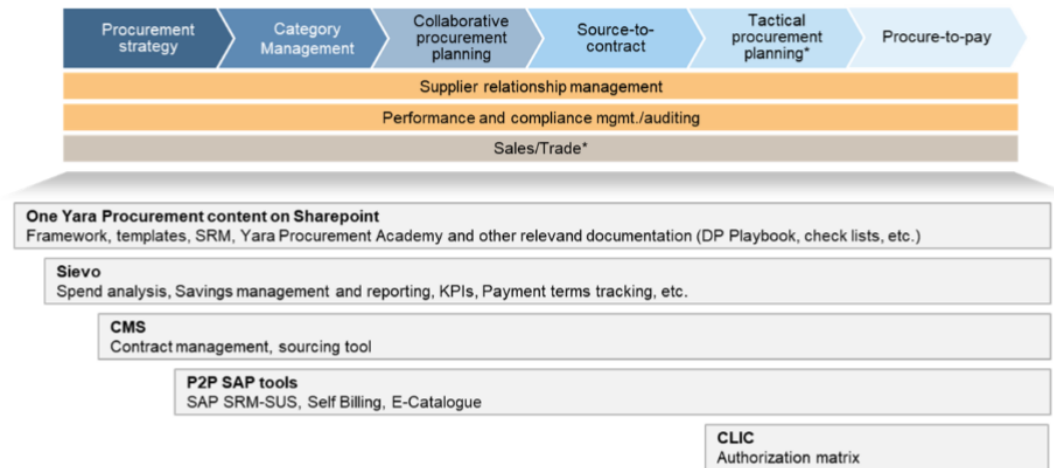 Procurement
strategy
Category
Management
Collaborative
procurement
planning
Source-to-
contract
Tactical
procurement
planning*
Procure-to-pay
Supplier relationship management
Performance and compliance mgmt./auditing
Sales/Trade*
One Yara Procurement content on Sharepoint
Framework, templates, SRM, Yara Procurement Academy and other relevand documentation (DP Playbook, check lists, etc.)
Sievo
Spend analysis, Savings management and reporting, KPIs, Payment terms tracking, etc.
CMS
Contract management, sourcing tool
P2P SAP tools
SAP SRM-SUS, Self Billing, E-Catalogue
CLIC
Authorization matrix